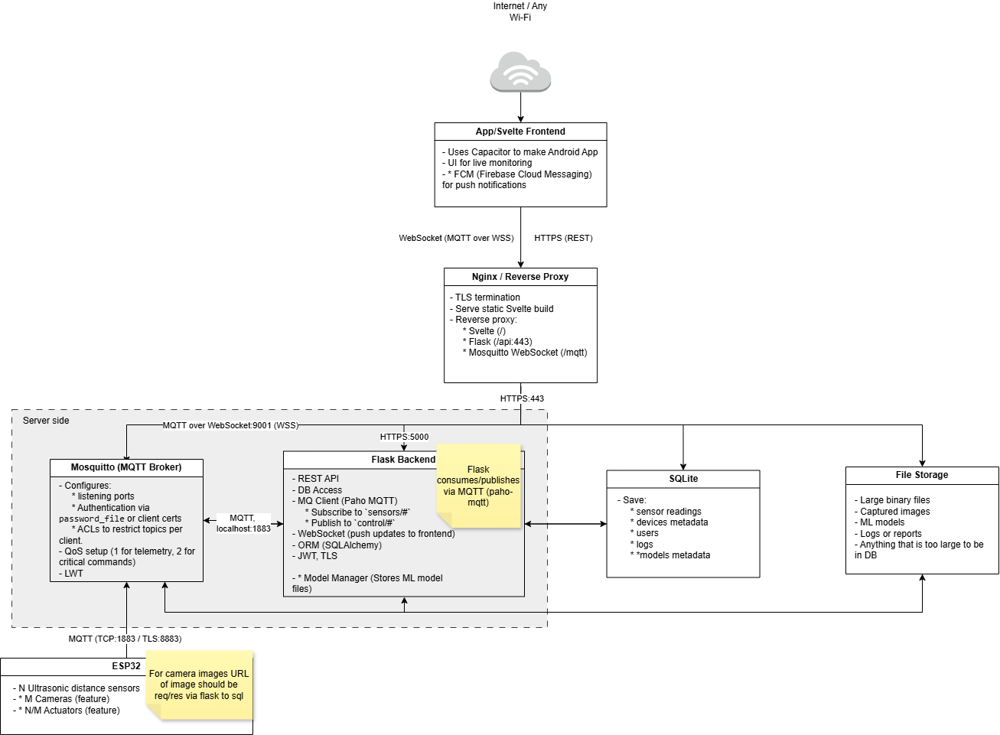 Internet / Any
Wi-Fi
App/Svelte Frontend
- Uses Capacitor to make Android App
- UI for live monitoring
- * FCM (Firebase Cloud Messaging)
for push notifications
WebSocket (MQTT over WSS)
HTTPS (REST)
Nginx / Reverse Proxy
- TLS termination
- Serve static Svelte build
- Reverse proxy:
* Svelte (/)
* Flask (/api:443)
* Mosquitto WebSocket (/mqtt)
HTTPS:443
Server side
MQTT over WebSocket:9001 (WSS)
HTTPS:5000
Mosquitto (MQTT Broker)
- Configures:
* listening ports
* Authentication via
password_file or client certs
* ACLs to restrict topics per
client.
- QoS setup (1 for telemetry, 2 for
critical commands)
- LWT
MQTT,
localhost:1883
Flask Backend
- REST API
- DB Access
- MQ Client (Paho MQTT)
* Subscribe to `sensors/#`
* Publish to `control/#`
- WebSocket (push updates to frontend)
- ORM (SQLAlchemy)
- JWT, TLS
- * Model Manager (Stores ML model
files)
Flask
consumes/publishes
via MQTT (paho-
mqtt)
SQLite
- Save:
* sensor readings
* devices metadata
* users
* logs
* *models metadata
File Storage
- Large binary files
- Captured images
- ML models
- Logs or reports
- Anything that is too large to be
in DB
MQTT (TCP:1883 / TLS:8883)
ESP32
- N Ultrasonic distance sensors
- * M Cameras (feature)
- * N/M Actuators (feature)
For camera images URL
of image should be
req/res via flask to sql